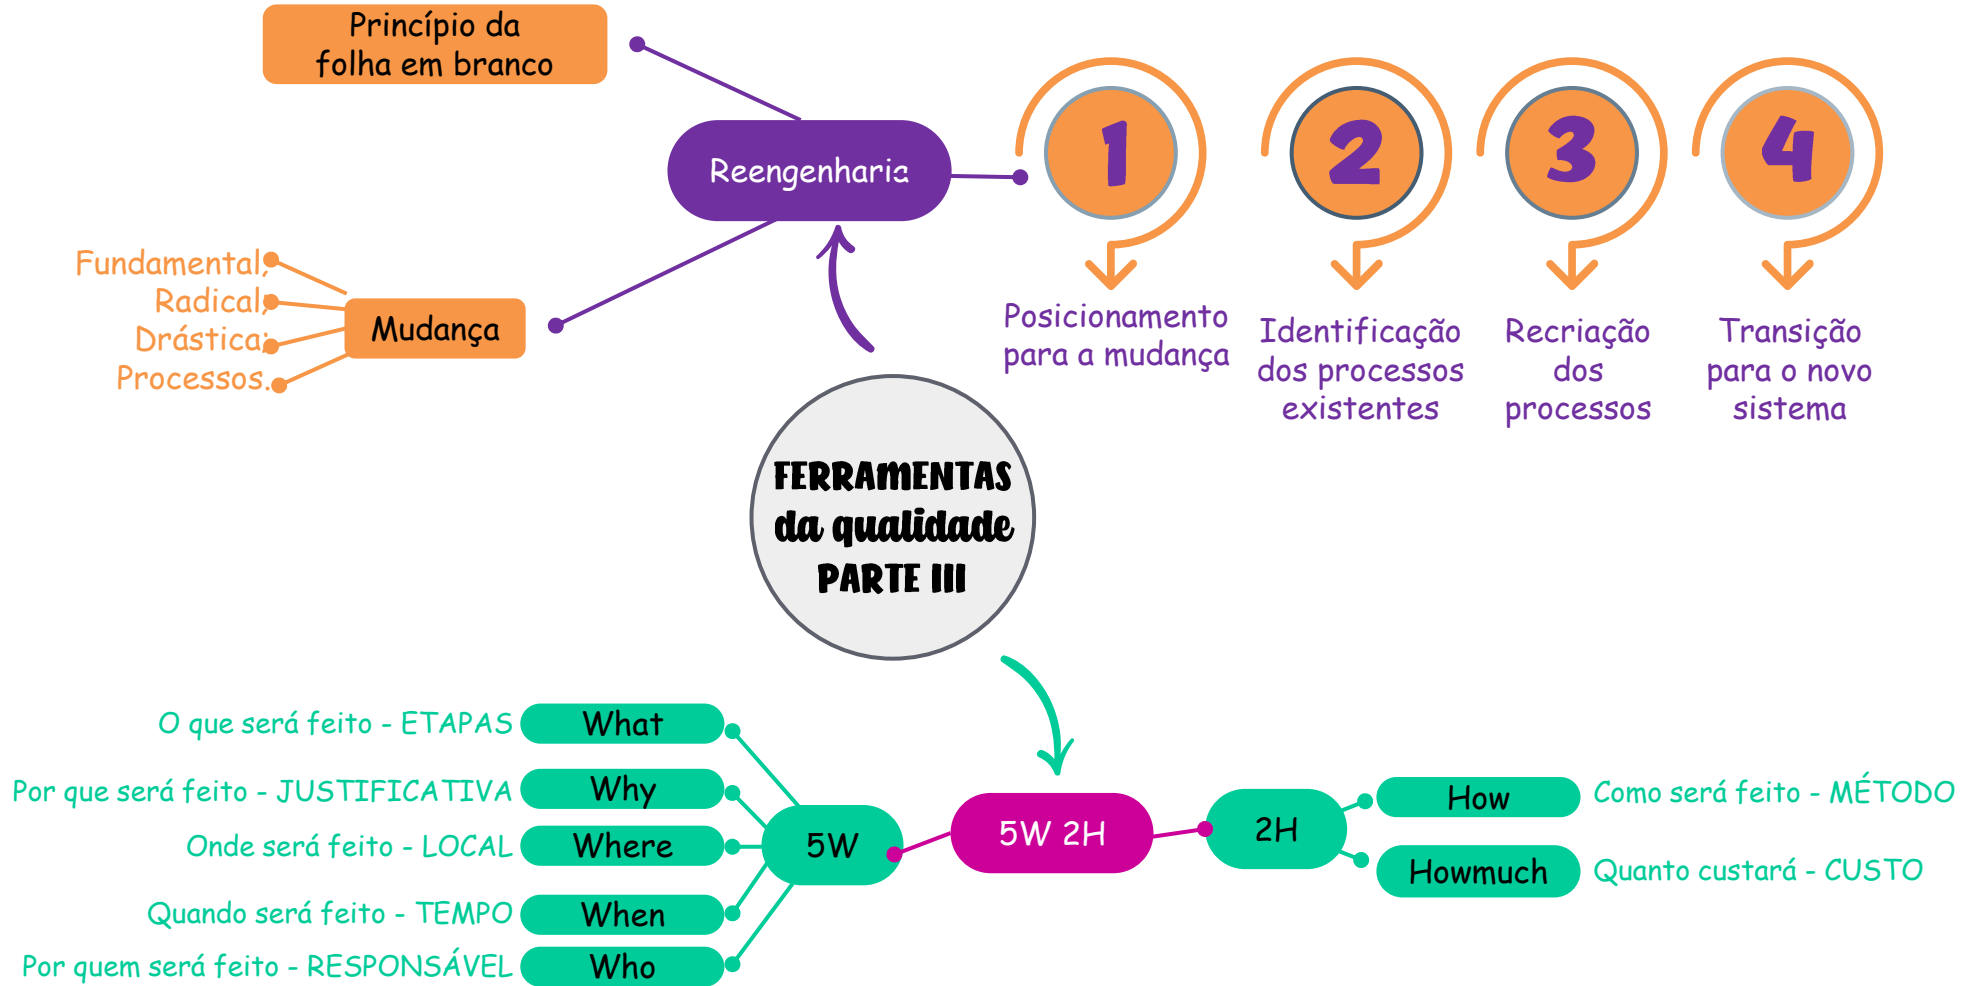 Princípio da
folha em branco
Reengenharia
1
2
3
4
Posicionamento
para a mudança
Identificação
dos processos
existentes
Recriação
dos
processos
Transição
para o novo
sistema
Fundamental;
Radical;
Drástica;
Processos.
Mudança
FERRAMENTAS
da qualidade
PARTE III
O que será feito - ETAPAS
What
Por que será feito - JUSTIFICATIVA
Why
Onde será feito - LOCAL
Where
Quando será feito - TEMPO
When
Por quem será feito - RESPONSÁVEL
Who
5W
5W 2H
2H
How
Como será feito - MÉTODO
Howmuch
Quanto custará - CUSTO